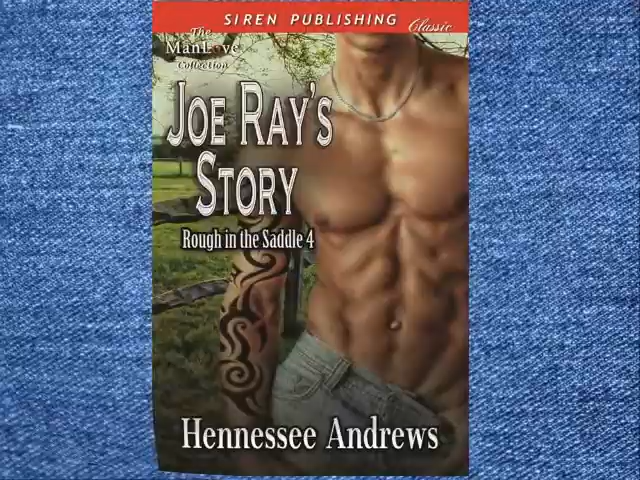 SIREN PUBLISHING
Classic
The
ManLove
Collection
JOE RAY'S
STORY
Rough in the Saddle 4
Hennessee Andrews